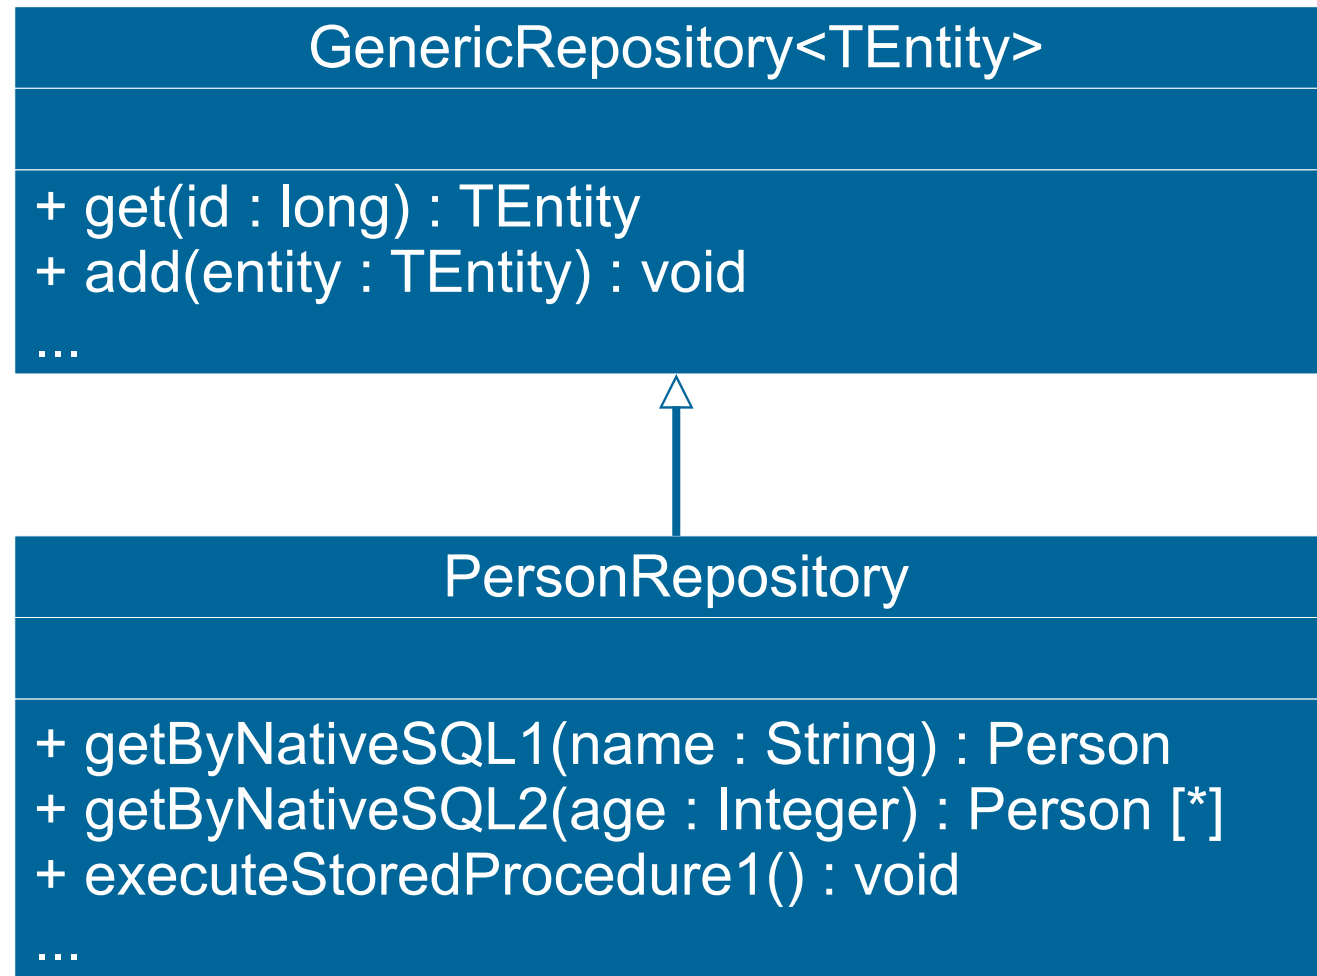 GenericRepository<TEntity>
+ get(id : long) : TEntity
+ add(entity : TEntity) : void
...
PersonRepository
+ getByNativeSQL1(name : String) : Person
+ getByNativeSQL2(age : Integer) : Person [*]
+ executeStoredProcedure1() : void
...